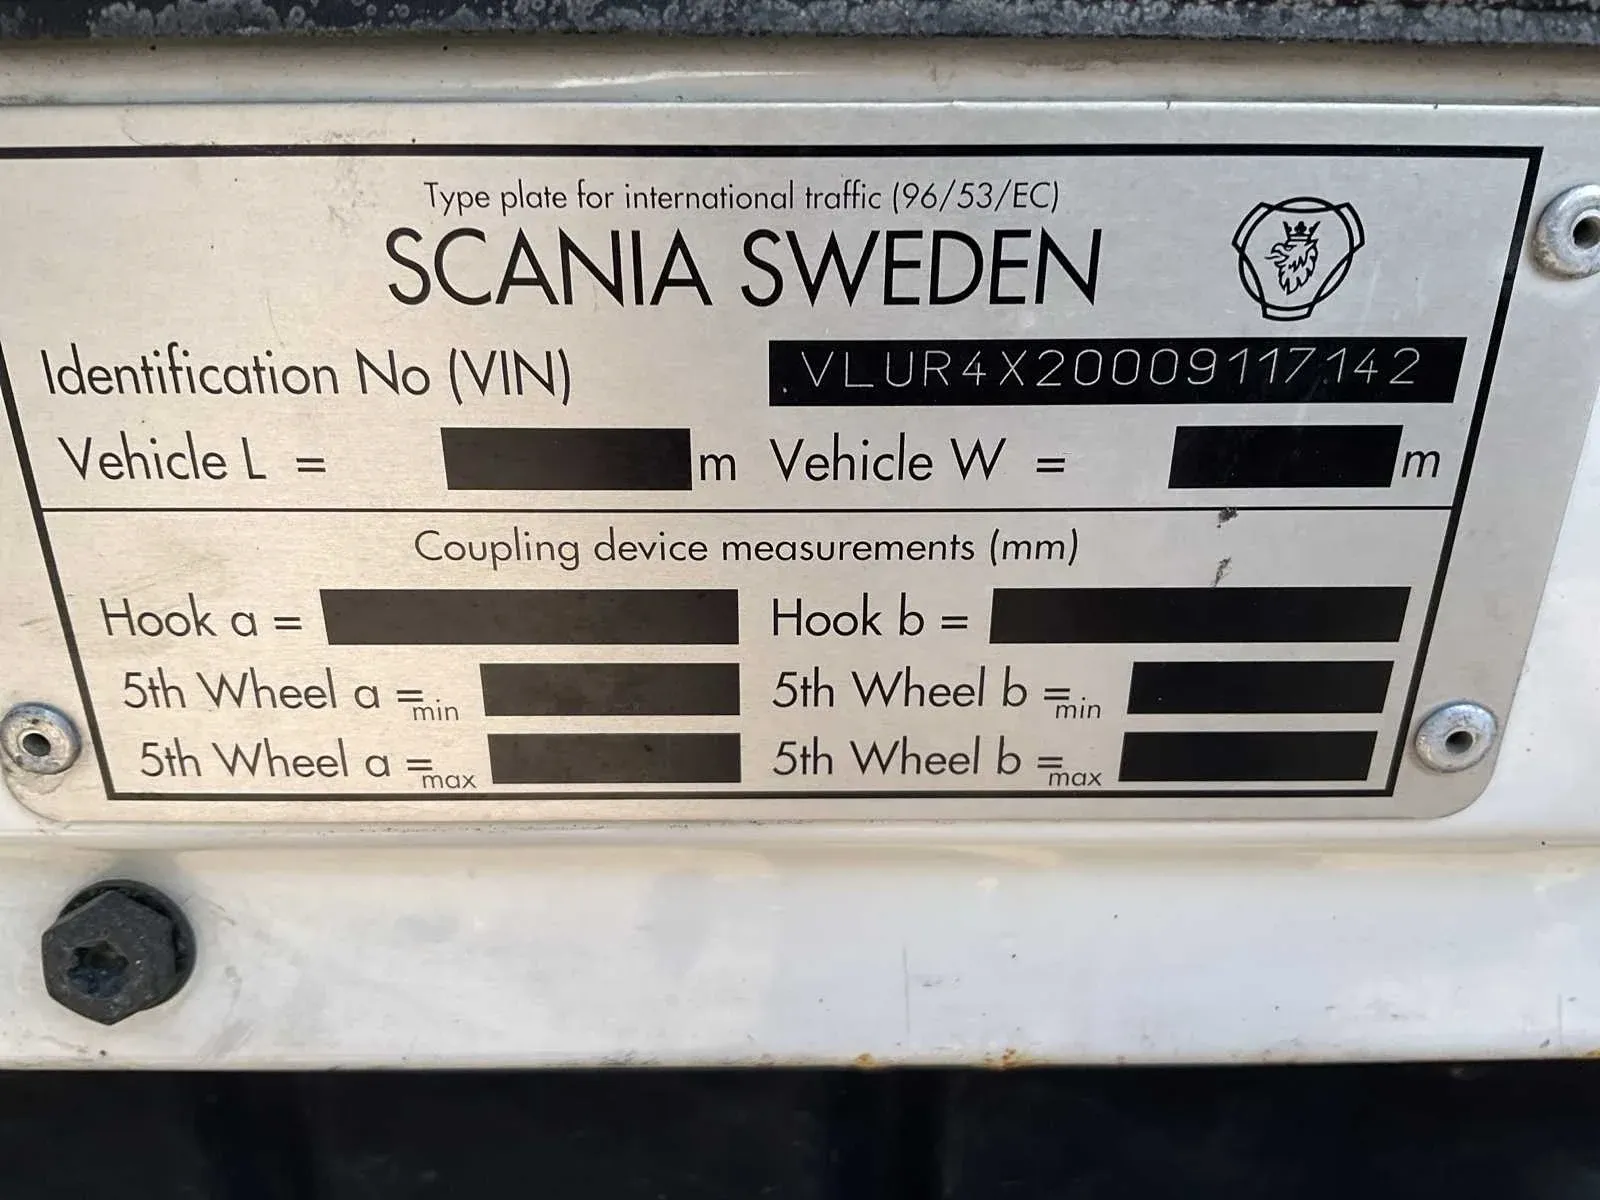 Type plate for international traffic (96/53/EC)
SCANIA SWEDEN
Identification No (VIN) VLUR4X20009117142
Vehicle L = m Vehicle W = m
Coupling device measurements (mm)
Hook a = Hook b =
5th Wheel a =min 5th Wheel b =min
5th Wheel a =max 5th Wheel b =max